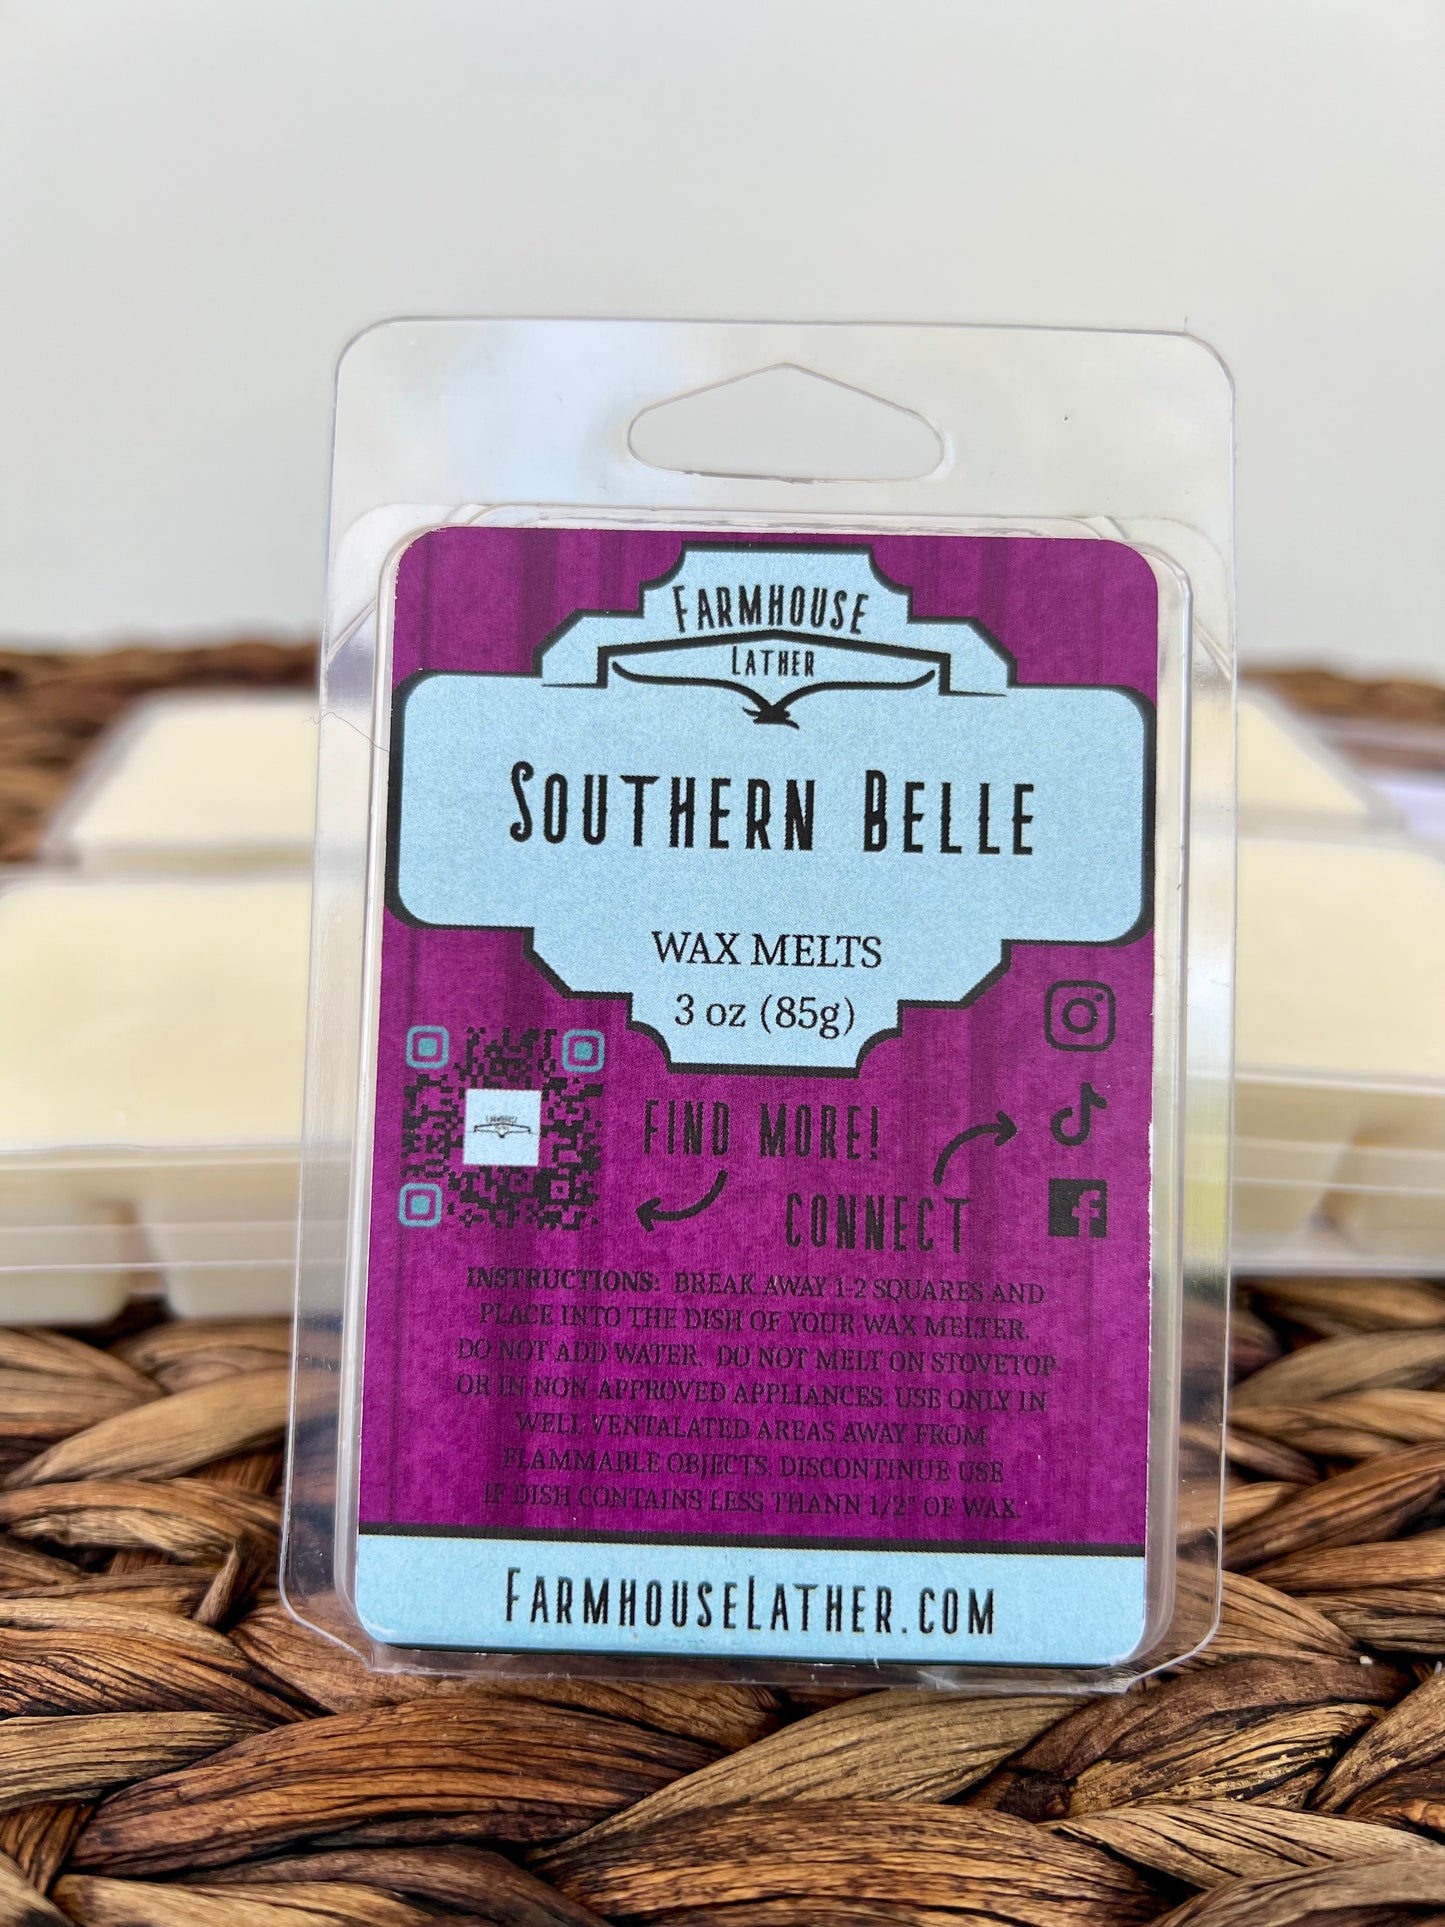 FARMHOUSE
LATHER
SOUTHERN BELLE
WAX MELTS
3 oz (85g)
FIND MORE!
CONNECT
INSTRUCTIONS: BREAK AWAY 1-2 SQUARES AND
PLACE INTO THE DISH OF YOUR WAX MELTER.
DO NOT ADD WATER. DO NOT MELT ON STOVETOP
OR IN NON-APPROVED APPLIANCES. USE ONLY IN
WELL VENTALATED AREAS AWAY FROM
FLAMMABLE OBJECTS. DISCONTINUE USE
IF DISH CONTAINS LESS THANN 1/2" OF WAX.
FARMHOUSELATHER.COM